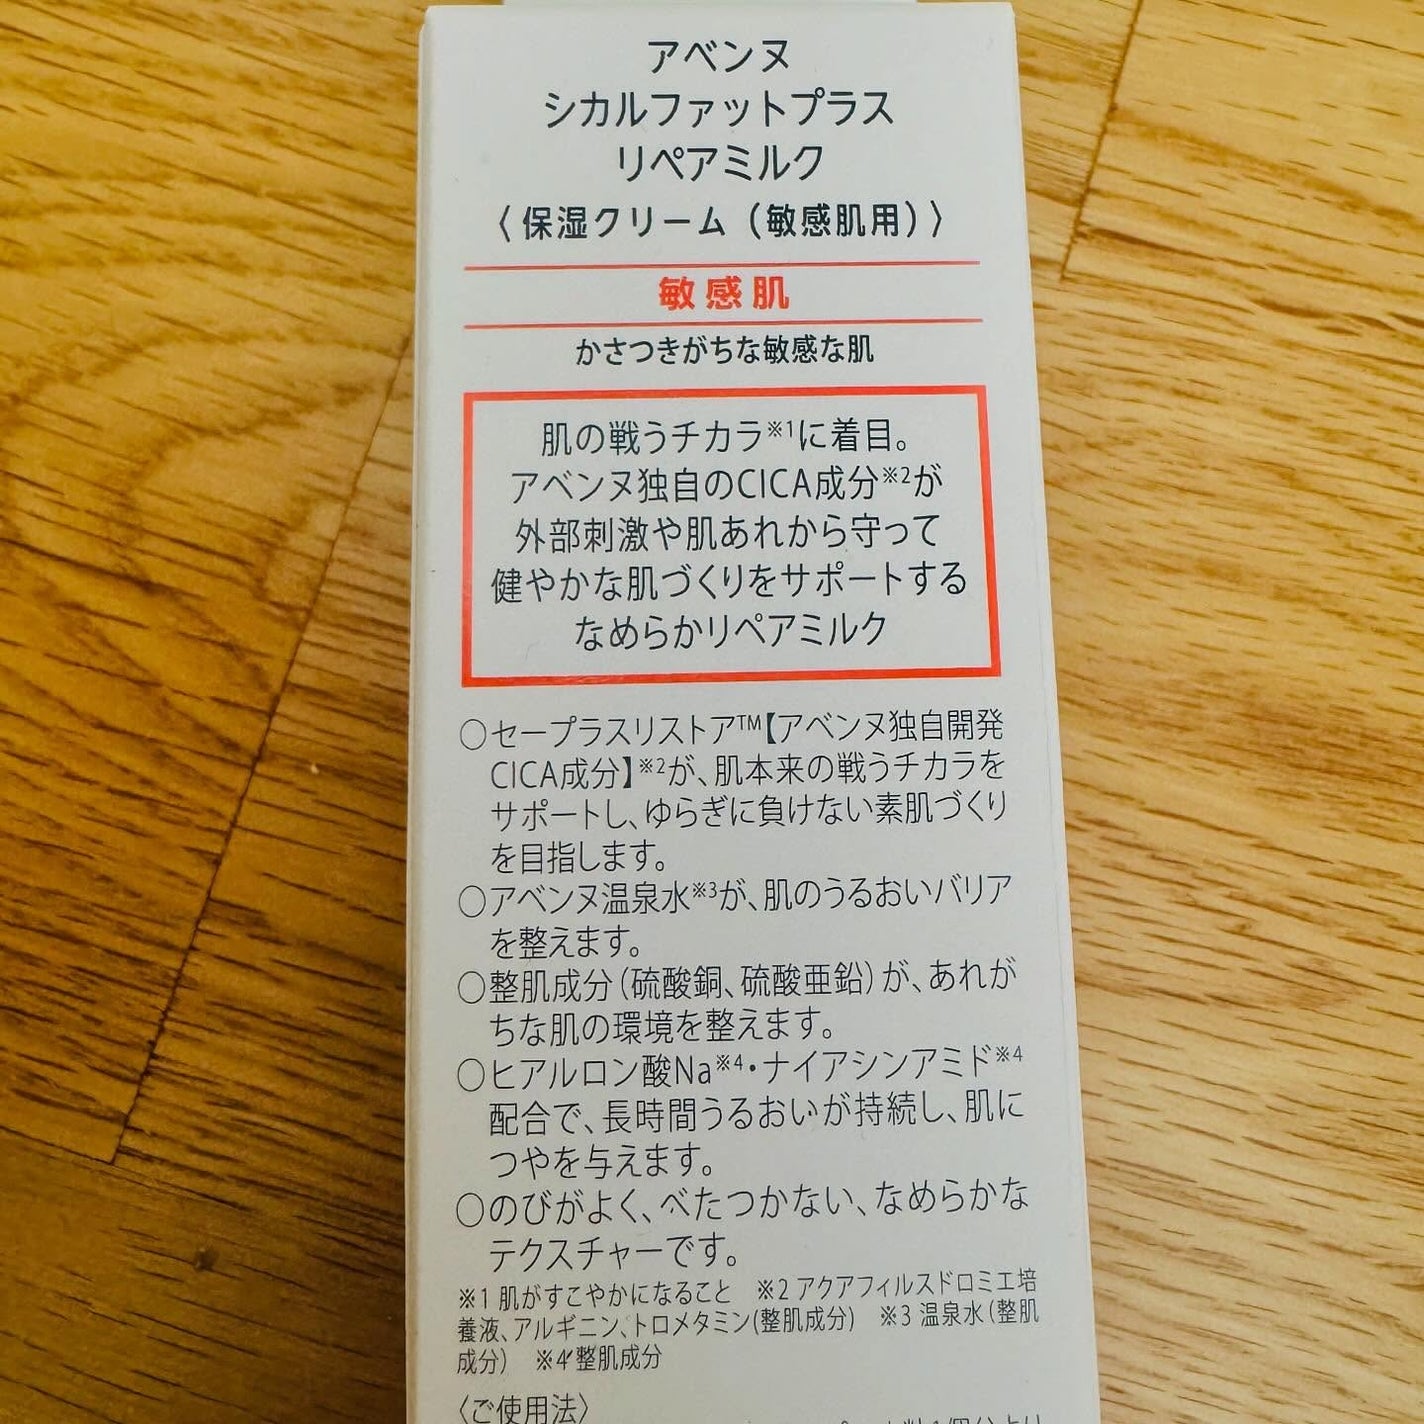 アベンヌ
シカルファットプラス
リペアミルク
〈保湿クリーム（敏感肌用）〉
敏感肌
かさつきがちな敏感な肌
肌の戦うチカラ※1に着目。
アベンヌ独自のCICA成分※2が
外部刺激や肌あれから守って
健やかな肌づくりをサポートする
なめらかリペアミルク
○セープラスリストア™【アベンヌ独自開発
CICA成分】※2が、肌本来の戦うチカラを
サポートし、ゆらぎに負けない素肌づくり
を目指します。
○アベンヌ温泉水※3が、肌のうるおいバリア
を整えます。
○整肌成分（硫酸銅、硫酸亜鉛）が、あれが
ちな肌の環境を整えます。
○ヒアルロン酸Na※4・ナイアシンアミド※4
配合で、長時間うるおいが持続し、肌に
つやを与えます。
○のびがよく、べたつかない、なめらかな
テクスチャーです。
※1 肌がすこやかになること　※2 アクアフィルスドロミエ培
養液、アルギニン、トロメタミン(整肌成分)　※3 温泉水（整肌
成分）　※4 整肌成分
〈ご使用法〉